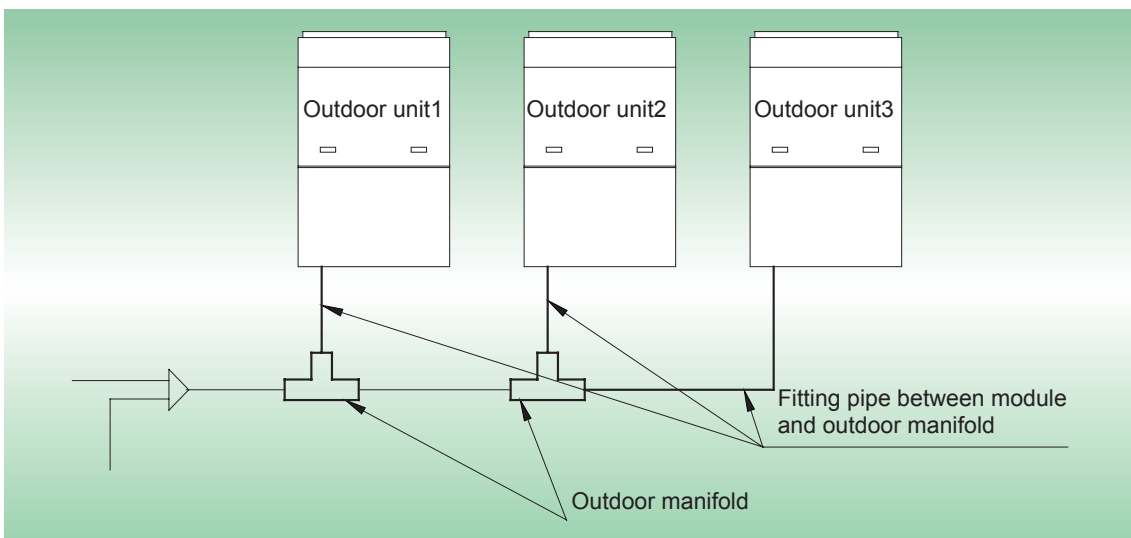 Outdoor unit1
Outdoor unit2
Outdoor unit3
Fitting pipe between module
and outdoor manifold
Outdoor manifold